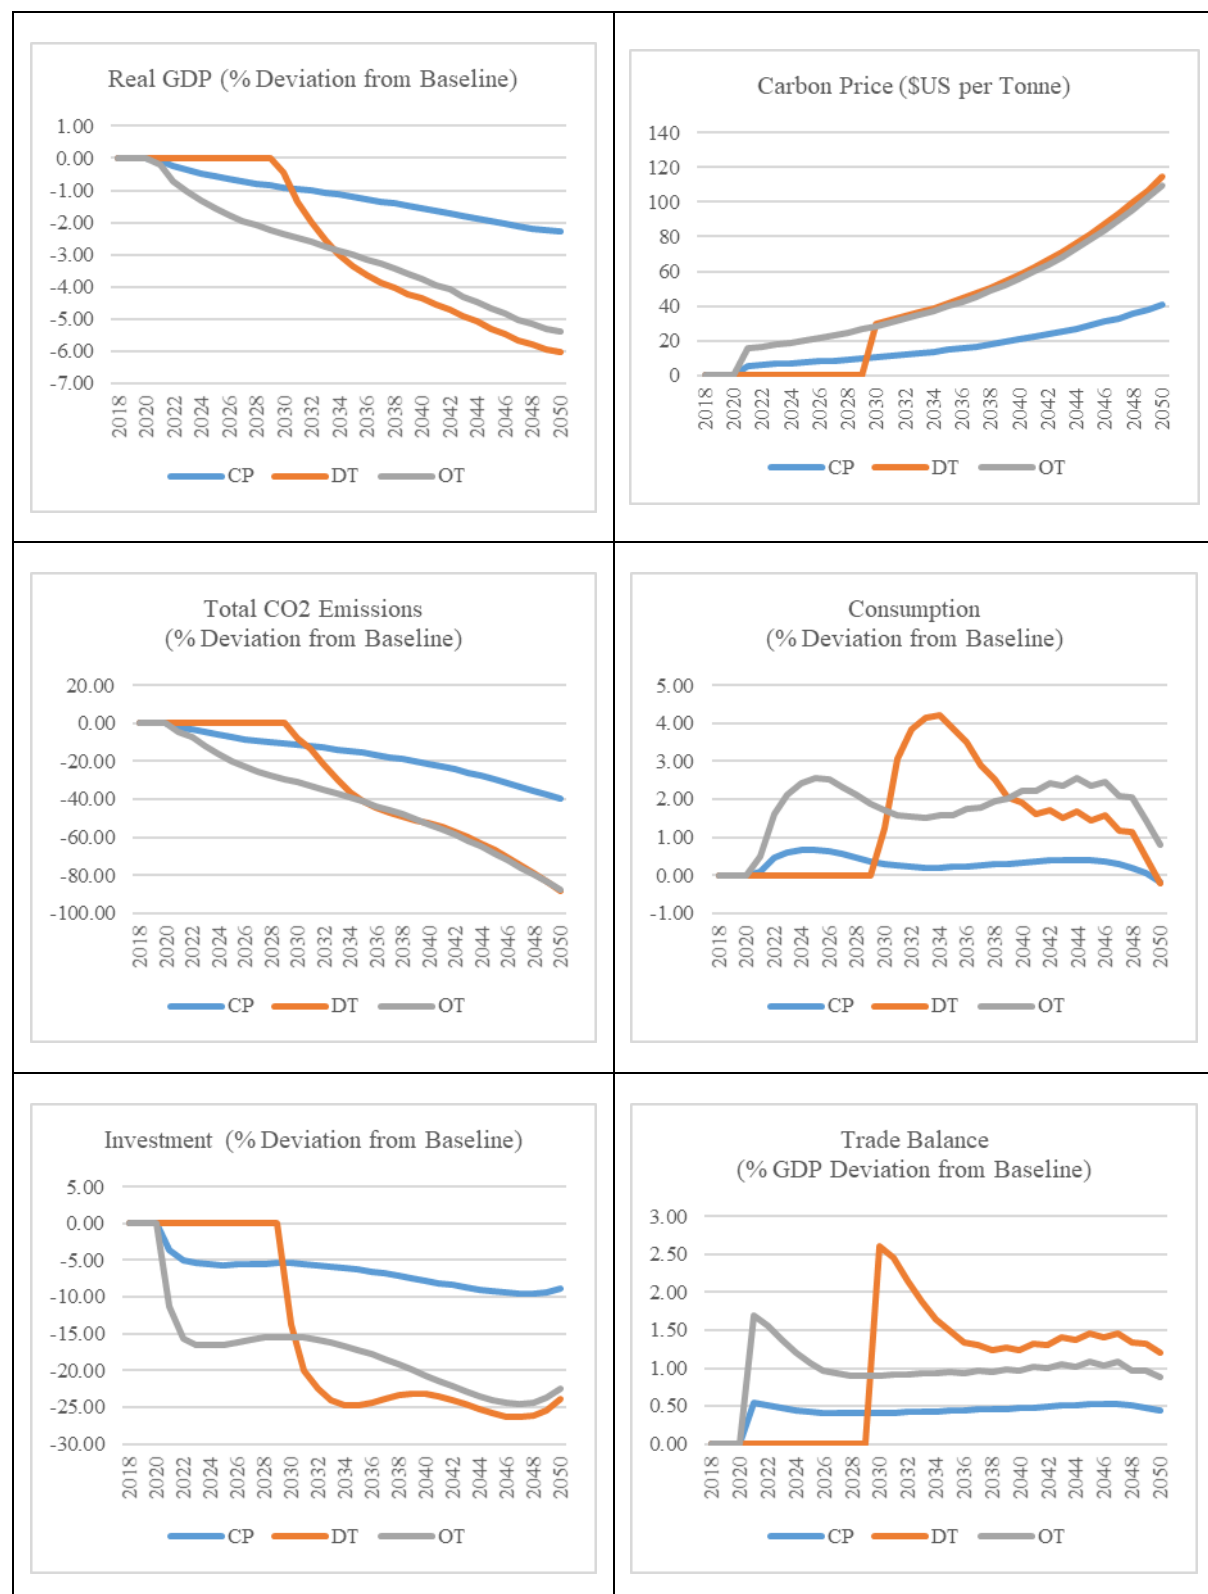 Real GDP (% Deviation from Baseline)
1.00
0.00
-1.00
-2.00
-3.00
-4.00
-5.00
-6.00
-7.00
2018 2020 2022 2024 2026 2028 2030 2032 2034 2036 2038 2040 2042 2044 2046 2048 2050
CP DT OT
Carbon Price ($US per Tonne)
140
120
100
80
60
40
20
0
2018 2020 2022 2024 2026 2028 2030 2032 2034 2036 2038 2040 2042 2044 2046 2048 2050
CP DT OT
Total CO2 Emissions
(% Deviation from Baseline)
20.00
0.00
-20.00
-40.00
-60.00
-80.00
-100.00
2018 2020 2022 2024 2026 2028 2030 2032 2034 2036 2038 2040 2042 2044 2046 2048 2050
CP DT OT
Consumption
(% Deviation from Baseline)
5.00
4.00
3.00
2.00
1.00
0.00
-1.00
2018 2020 2022 2024 2026 2028 2030 2032 2034 2036 2038 2040 2042 2044 2046 2048 2050
CP DT OT
Investment (% Deviation from Baseline)
5.00
0.00
-5.00
-10.00
-15.00
-20.00
-25.00
-30.00
2018 2020 2022 2024 2026 2028 2030 2032 2034 2036 2038 2040 2042 2044 2046 2048 2050
CP DT OT
Trade Balance
(% GDP Deviation from Baseline)
3.00
2.50
2.00
1.50
1.00
0.50
0.00
2018 2020 2022 2024 2026 2028 2030 2032 2034 2036 2038 2040 2042 2044 2046 2048 2050
CP DT OT